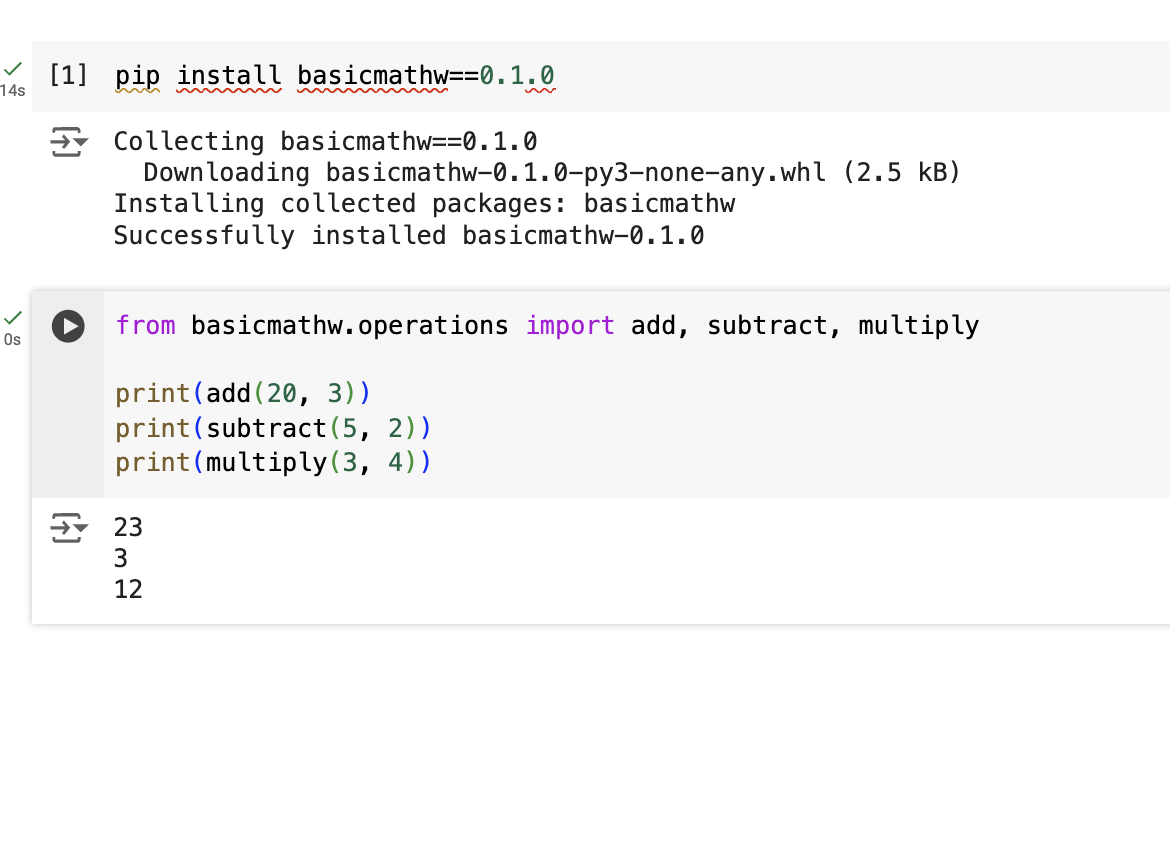 [1] pip install basicmathw==0.1.0
14s
Collecting basicmathw==0.1.0
  Downloading basicmathw-0.1.0-py3-none-any.whl (2.5 kB)
Installing collected packages: basicmathw
Successfully installed basicmathw-0.1.0
0s
from basicmathw.operations import add, subtract, multiply
print(add(20, 3))
print(subtract(5, 2))
print(multiply(3, 4))
23
3
12